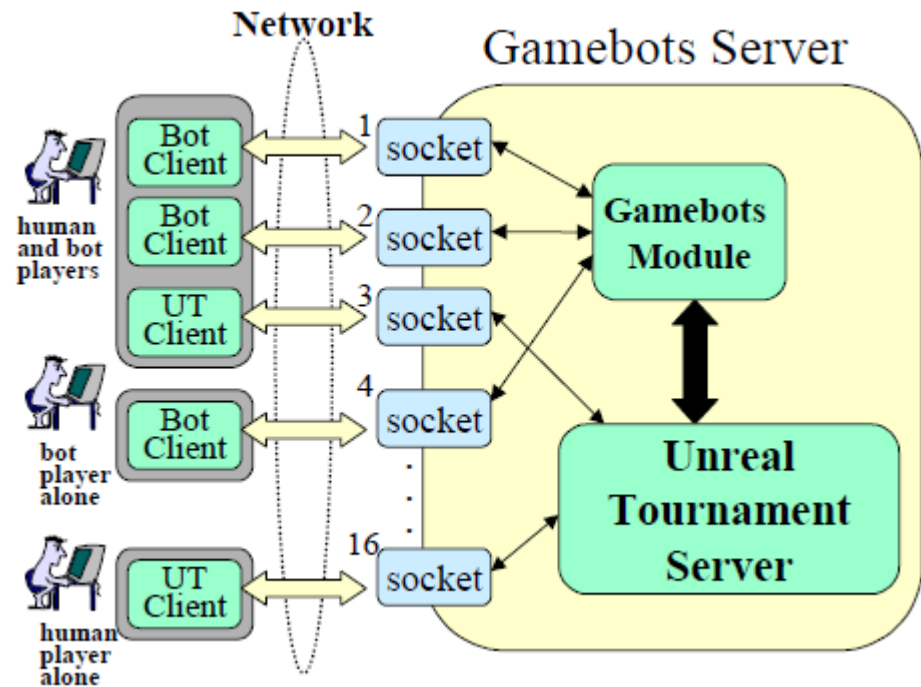 Network
Gamebots Server
human
and bot
players
Bot
Client
1
socket
Bot
Client
2
socket
UT
Client
3
socket
Gamebots
Module
bot
player
alone
Bot
Client
4
socket
Unreal
Tournament
Server
human
player
alone
UT
Client
16
socket